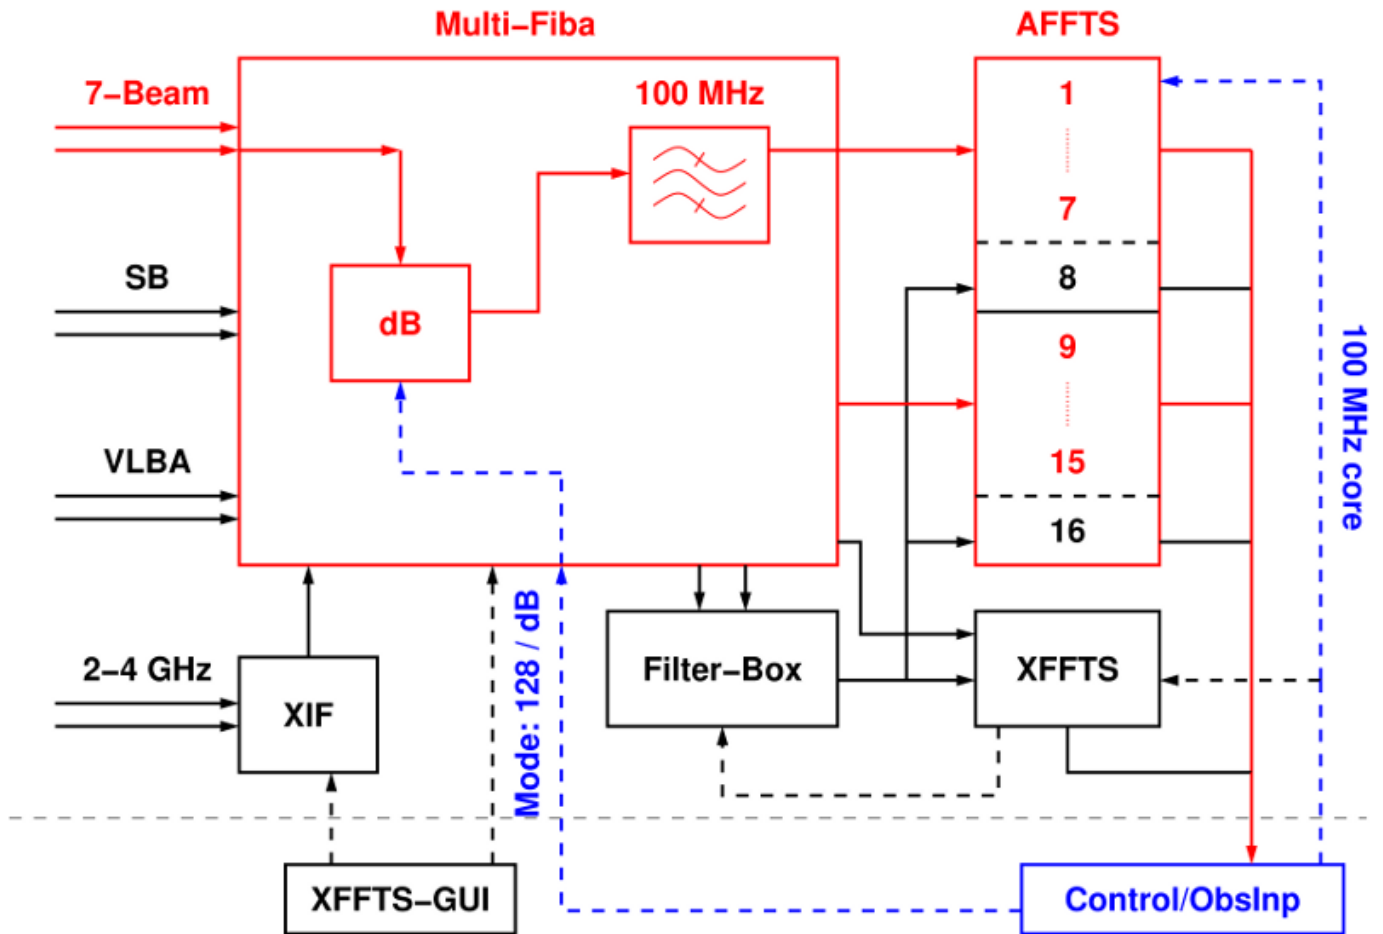 Multi–Fiba
AFFTS
7–Beam
100 MHz
1
7
SB
8
dB
9
100 MHz core
VLBA
15
16
Mode: 128 / dB
2–4 GHz
XIF
Filter–Box
XFFTS
XFFTS–GUI
Control/ObsInp